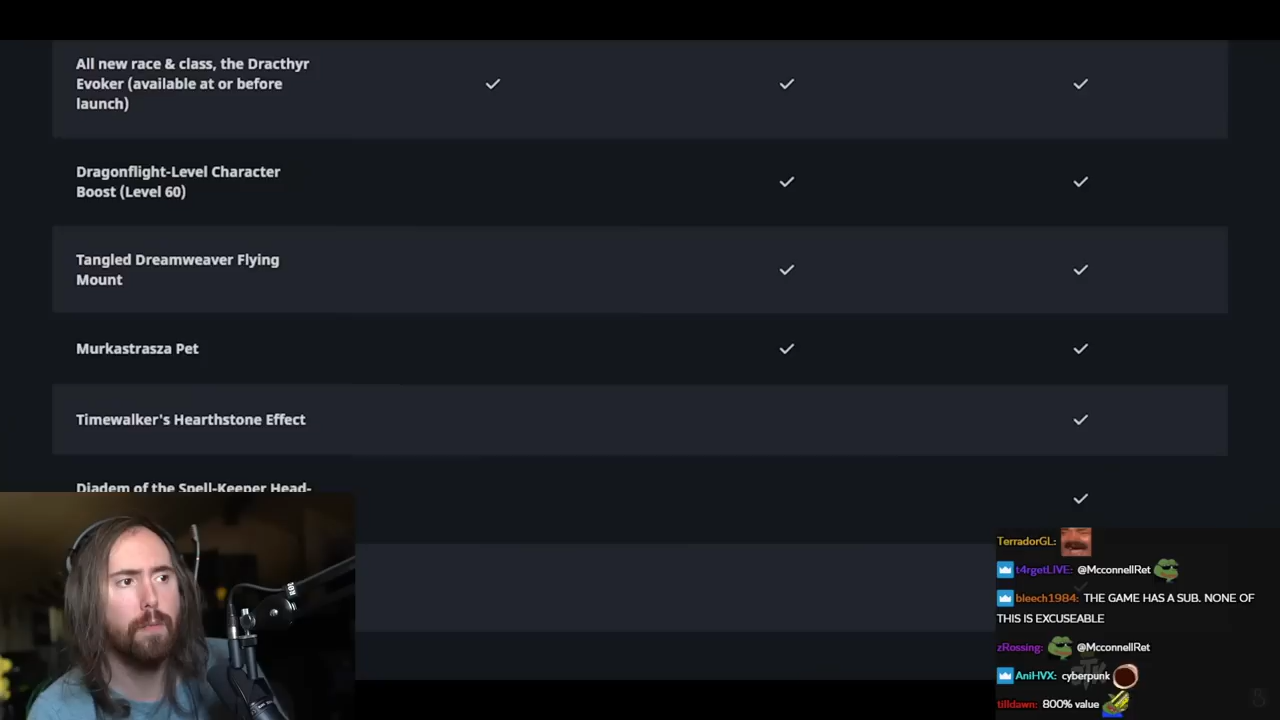 All new race & class, the Dracthyr
Evoker (available at or before
launch)
Dragonflight-Level Character
Boost (Level 60)
Tangled Dreamweaver Flying
Mount
Murkastrasza Pet
Timewalker's Hearthstone Effect
Diadem of the Spell-Keeper Head-
TerradorGL:
t4rgetLIVE: @McconnellRet
bleech1984: THE GAME HAS A SUB. NONE OF
THIS IS EXCUSEABLE
zRossing: @McconnellRet
AniHVX: cyberpunk
tilldawn: 800% value